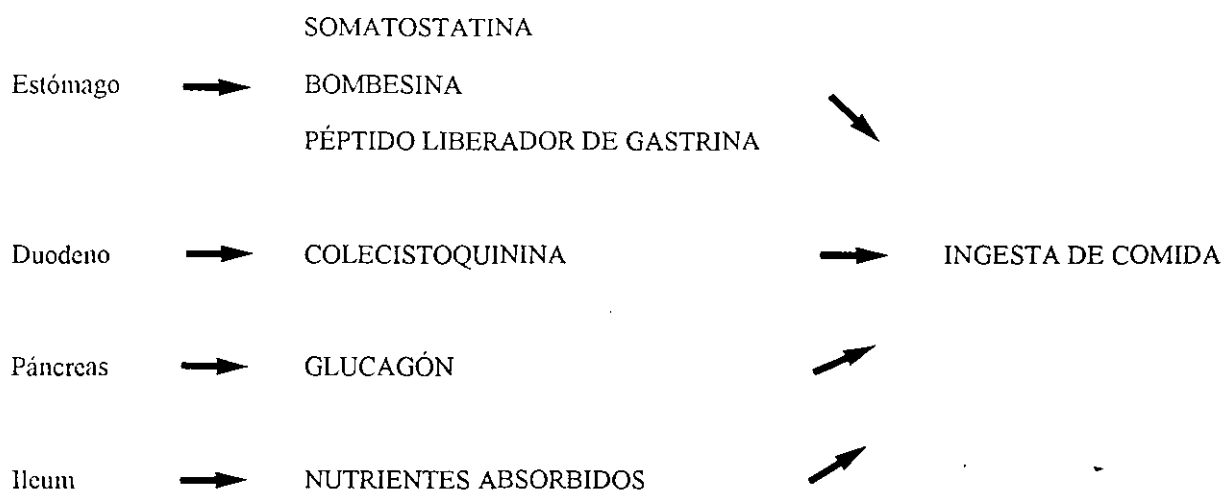 SOMATOSTATINA
Estómago BOMBESINA
PÉPTIDO LIBERADOR DE GASTRINA
Duodeno COLECISTOQUININA INGESTA DE COMIDA
Páncreas GLUCAGÓN
Ileum NUTRIENTES ABSORBIDOS